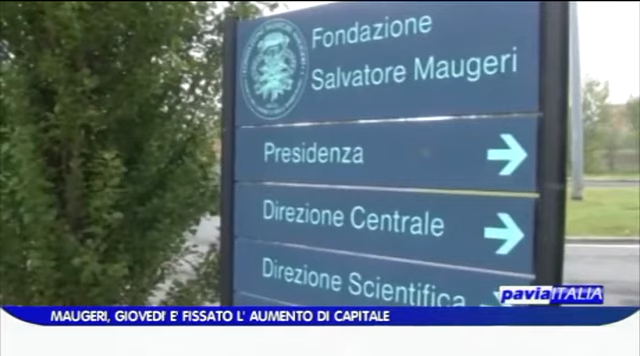 Fondazione
Salvatore Maugeri
Presidenza
Direzione Centrale
Direzione Scientifica
paviaITALIA
MAUGERI, GIOVEDI' E' FISSATO L' AUMENTO DI CAPITALE